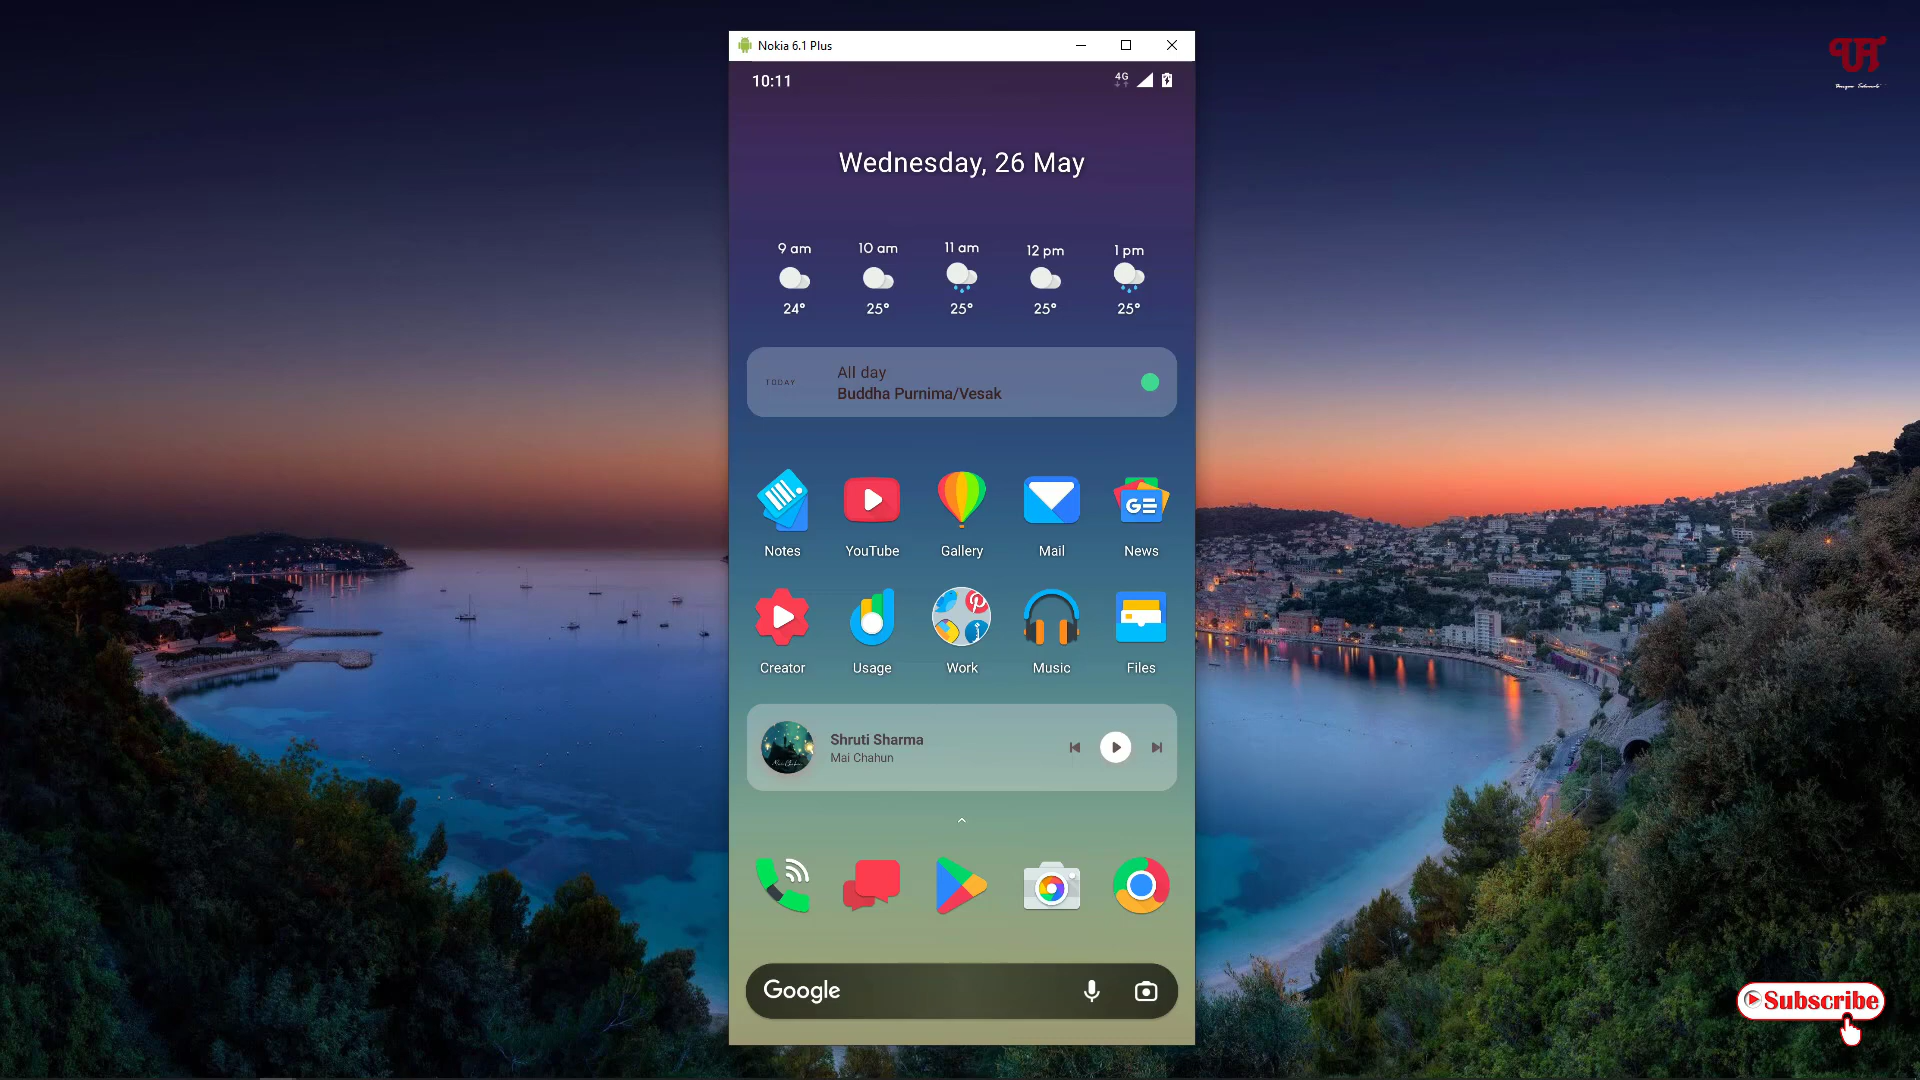 Nokia 6.1 Plus
10:11
4G
Wednesday, 26 May
9 am 10 am 11 am 12 pm 1 pm
24° 25° 25° 25° 25°
TODAY
All day
Buddha Purnima/Vesak
Notes YouTube Gallery Mail News
Creator Usage Work Music Files
Shruti Sharma
Mai Chahun
Google
UT
Subscribe